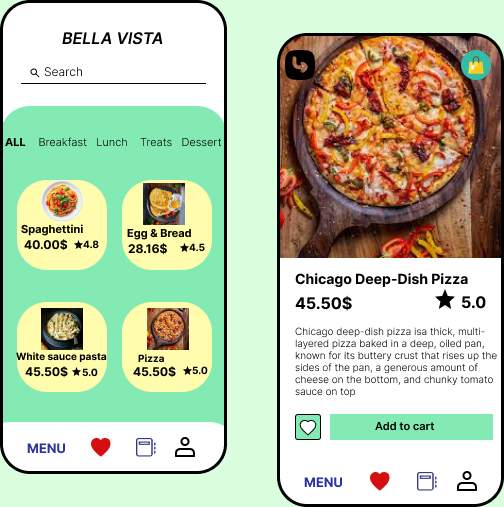 BELLA VISTA
Search
ALL Breakfast Lunch Treats Dessert
Spaghettini
40.00$ 4.8
Egg & Bread
28.16$ 4.5
White sauce pasta
45.50$ 5.0
Pizza
45.50$ 5.0
MENU
Chicago Deep-Dish Pizza
45.50$ 5.0
Chicago deep-dish pizza isa thick, multi-
layered pizza baked in a deep, oiled pan,
known for its buttery crust that rises up the
sides of the pan, a generous amount of
cheese on the bottom, and chunky tomato
sauce on top
Add to cart
MENU